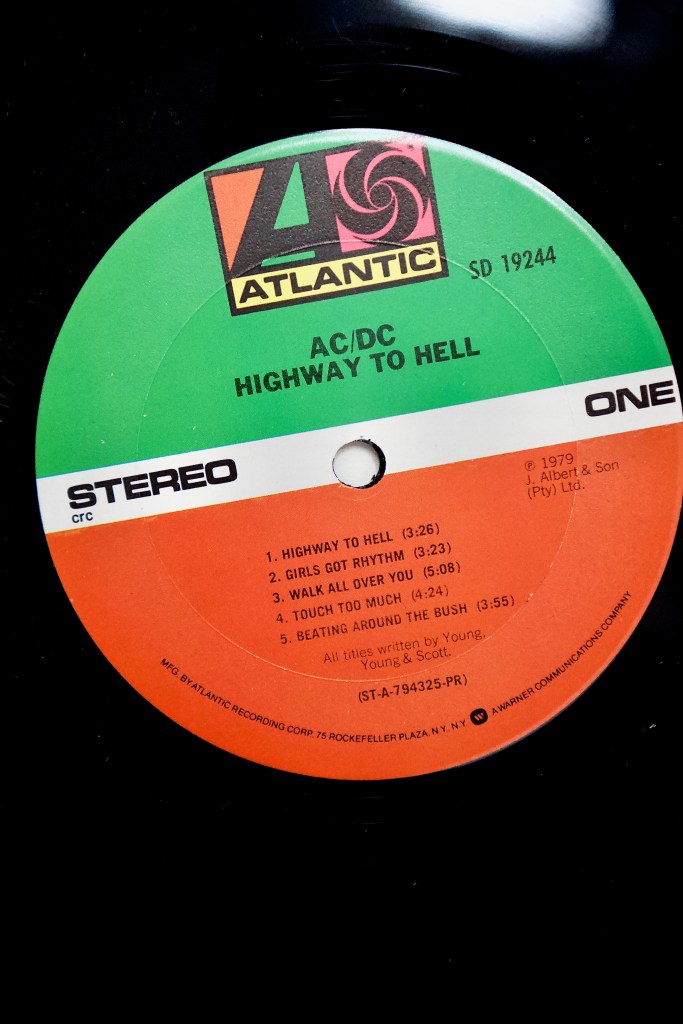 ATLANTIC
SD 19244
AC/DC
HIGHWAY TO HELL
ONE
STEREO
crc
℗ 1979
J. Albert & Son
(Pty) Ltd.
1. HIGHWAY TO HELL (3:26)
2. GIRLS GOT RHYTHM (3:23)
3. WALK ALL OVER YOU (5:08)
4. TOUCH TOO MUCH (4:24)
5. BEATING AROUND THE BUSH (3:55)
All titles written by Young,
Young & Scott.
(ST-A-794325-PR)
MFG. BY ATLANTIC RECORDING CORP. 75 ROCKEFELLER PLAZA, N.Y., N.Y. A WARNER COMMUNICATIONS COMPANY